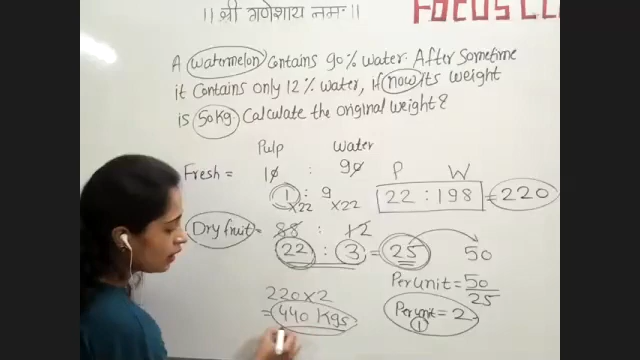 ।। श्री गणेशाय नमः ।।
FOCUS CL
A Watermelon Contains 90% water. After Sometime
it Contains only 12% water, If now its weight
is 50Kg. Calculate the original weight?
Pulp Water
Fresh = 10 : 90 P W
1 : 9 22 : 198 = 220
×22 ×22
Dry fruit = 88 : 12
22 : 3 = 25 50
Per unit = 50/25
220×2
= 440 Kgs
Per unit = 2
1